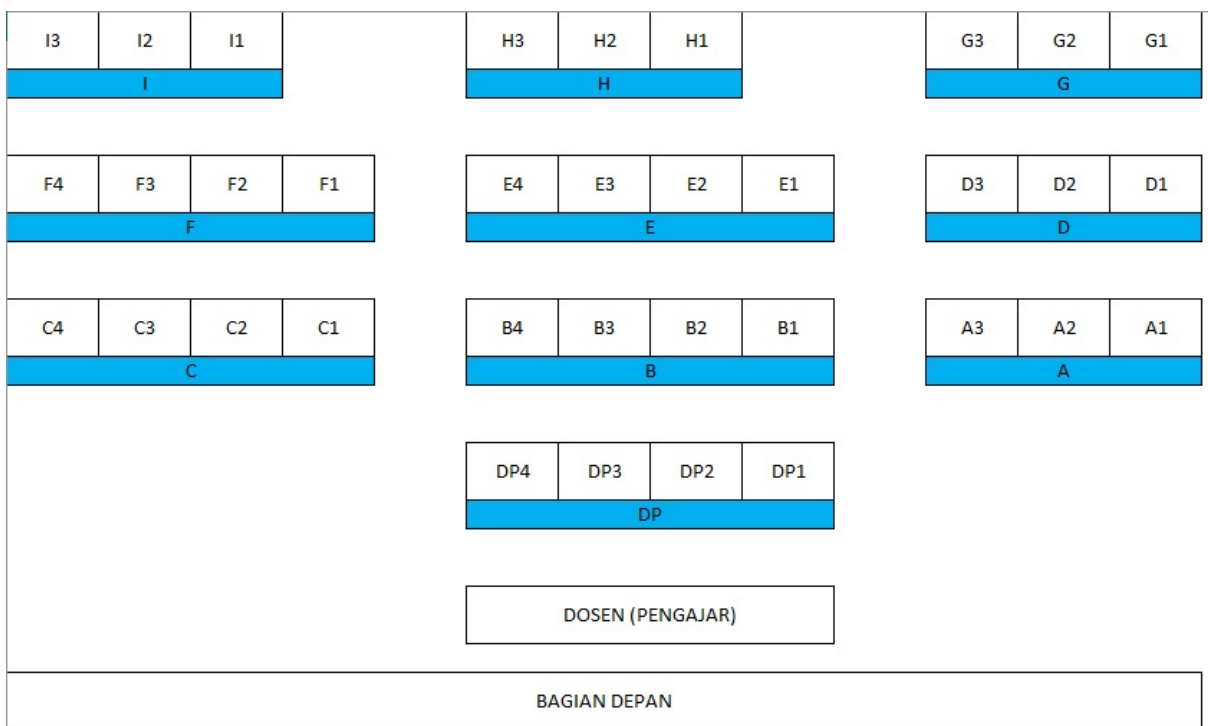 I3 I2 I1 H3 H2 H1 G3 G2 G1
I H G
F4 F3 F2 F1 E4 E3 E2 E1 D3 D2 D1
F E D
C4 C3 C2 C1 B4 B3 B2 B1 A3 A2 A1
C B A
DP4 DP3 DP2 DP1
DP
DOSEN (PENGAJAR)
BAGIAN DEPAN